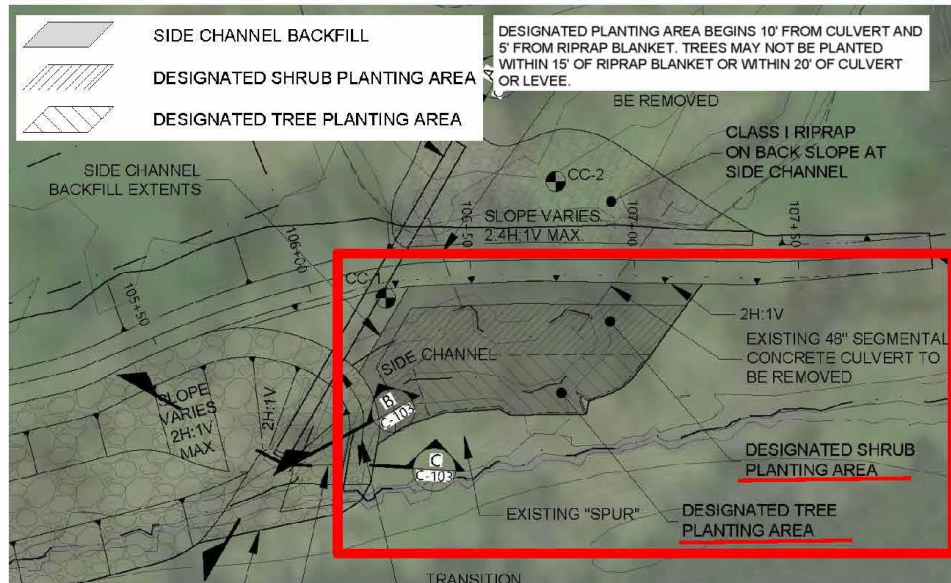 SIDE CHANNEL BACKFILL
DESIGNATED SHRUB PLANTING AREA
DESIGNATED TREE PLANTING AREA
DESIGNATED PLANTING AREA BEGINS 10' FROM CULVERT AND
5' FROM RIPRAP BLANKET. TREES MAY NOT BE PLANTED
WITHIN 15' OF RIPRAP BLANKET OR WITHIN 20' OF CULVERT
OR LEVEE.
BE REMOVED
CLASS I RIPRAP
ON BACK SLOPE AT
SIDE CHANNEL
SIDE CHANNEL
BACKFILL EXTENTS
CC-2
SLOPE VARIES
2.4H:1V MAX.
105+50
106+00
106+50
107+00
107+50
CC-1
2H:1V
EXISTING 48" SEGMENTAL
CONCRETE CULVERT TO
BE REMOVED
SIDE CHANNEL
SLOPE
VARIES
2H:1V
MAX
2H:1V
B
C-103
C
C-103
DESIGNATED SHRUB
PLANTING AREA
EXISTING "SPUR"
DESIGNATED TREE
PLANTING AREA
TRANSITION